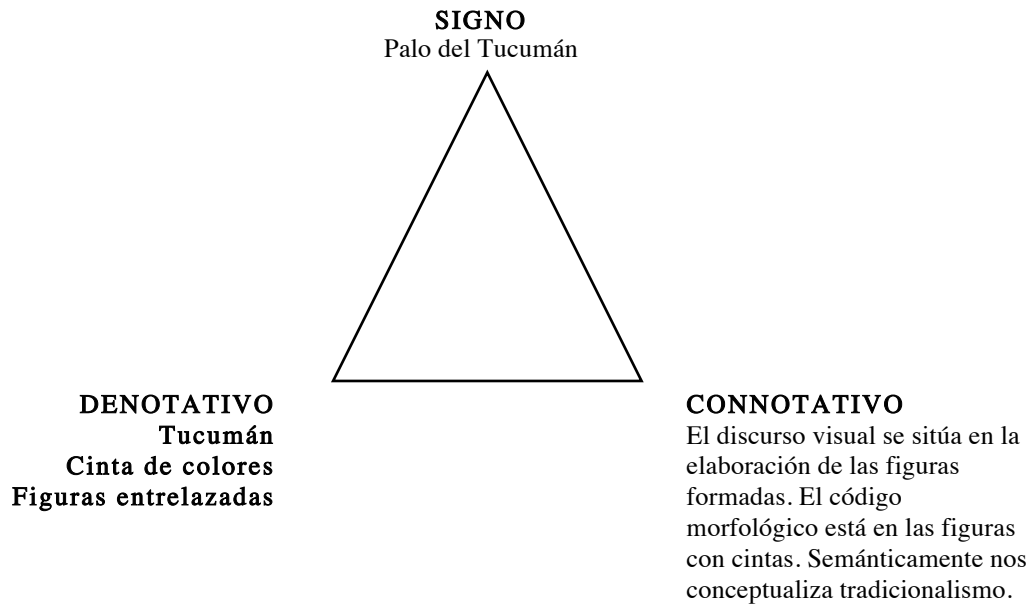 SIGNO
Palo del Tucumán
DENOTATIVO
Tucumán
Cinta de colores
Figuras entrelazadas
CONNOTATIVO
El discurso visual se sitúa en la
elaboración de las figuras
formadas. El código
morfológico está en las figuras
con cintas. Semánticamente nos
conceptualiza tradicionalismo.